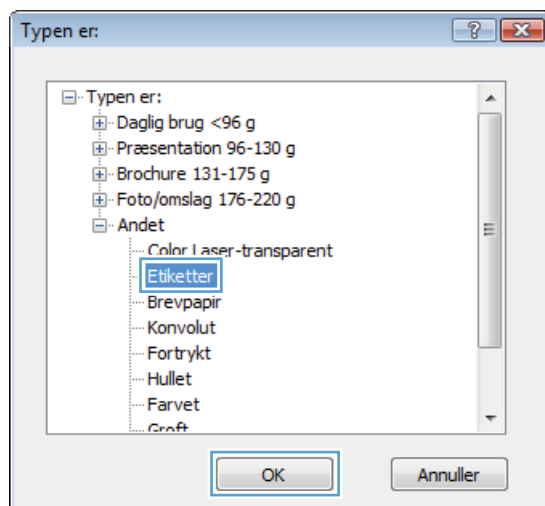 Typen er:
Typen er:
Daglig brug <96 g
Præsentation 96-130 g
Brochure 131-175 g
Foto/omslag 176-220 g
Andet
Color Laser-transparent
Etiketter
Brevpapir
Konvolut
Fortrykt
Hullet
Farvet
Groft
OK
Annuller